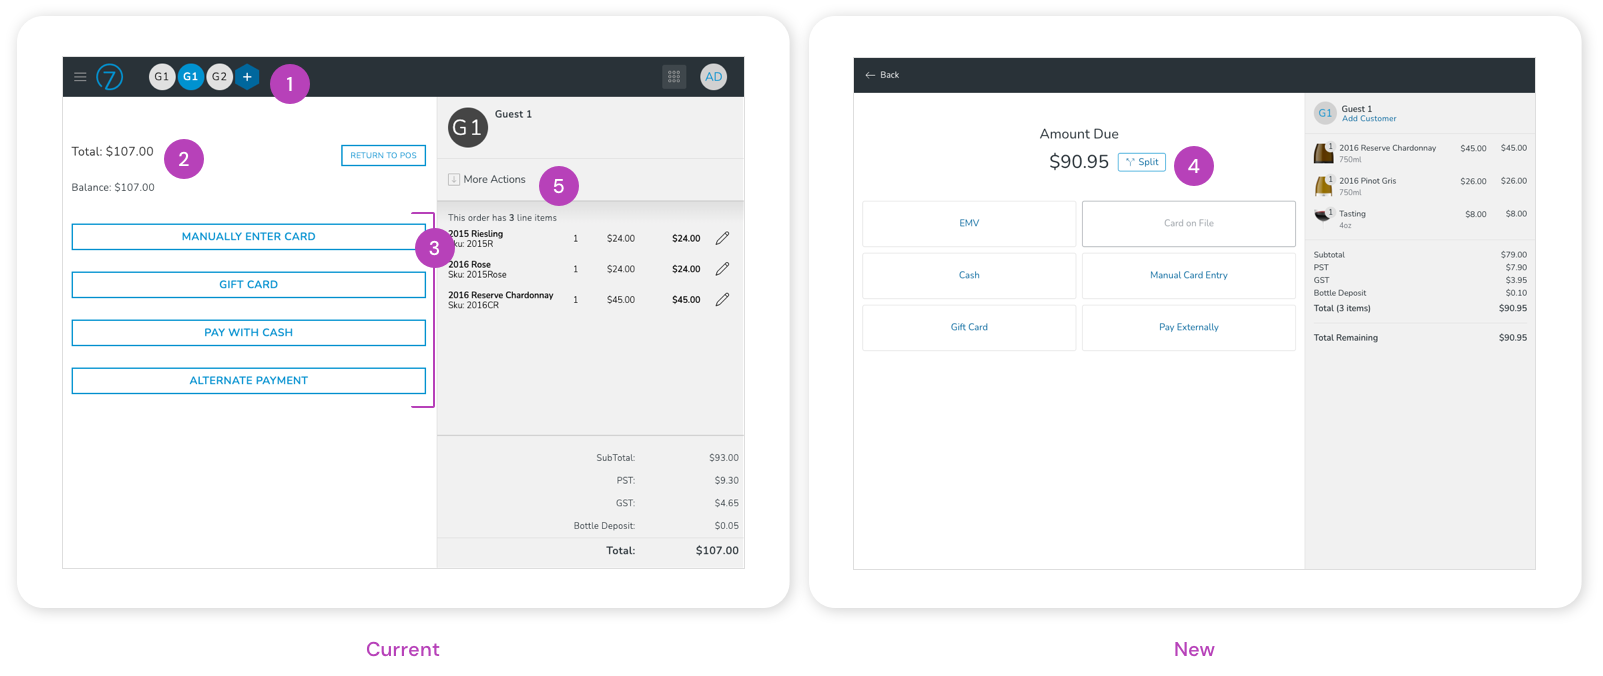 G1 G1 G2 + 1 AD
Guest 1
G1
Total: $107.00 2 RETURN TO POS
Balance: $107.00
More Actions 5
MANUALLY ENTER CARD
GIFT CARD
PAY WITH CASH
ALTERNATE PAYMENT
3
This order has 3 line items
2015 Riesling 1 $24.00 $24.00
Sku: 2015R
2016 Rose 1 $24.00 $24.00
Sku: 2015Rose
2016 Reserve Chardonnay 1 $45.00 $45.00
Sku: 2016CR
SubTotal: $93.00
PST: $9.30
GST: $4.65
Bottle Deposit: $0.05
Total: $107.00
Current
← Back
Amount Due
$90.95 Split 4
EMV Card on File
Cash Manual Card Entry
Gift Card Pay Externally
G1 Guest 1
Add Customer
1 2016 Reserve Chardonnay $45.00 $45.00
750ml
1 2016 Pinot Gris $26.00 $26.00
750ml
1 Tasting $8.00 $8.00
4oz
Subtotal $79.00
PST $7.90
GST $3.95
Bottle Deposit $0.10
Total (3 items) $90.95
Total Remaining $90.95
New